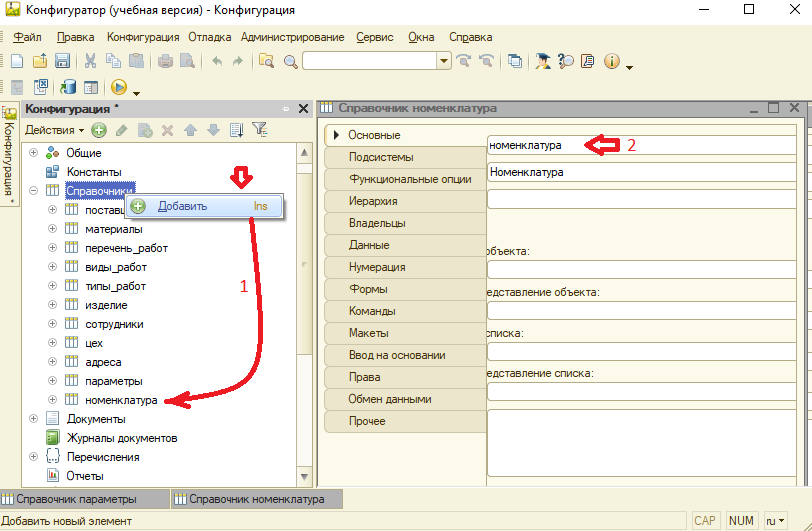 Конфигуратор (учебная версия) - Конфигурация
Файл Правка Конфигурация Отладка Администрирование Сервис Окна Справка
Конфигурация *
Конфигурация *
Действия
Общие
Константы
Справочники
Добавить Ins
постав
материалы
перечень_работ
виды_работ
типы_работ
изделие
сотрудники
цех
адреса
параметры
номенклатура
Документы
Журналы документов
Перечисления
Отчеты
1
Справочник номенклатура
Основные
Подсистемы
Функциональные опции
Иерархия
Владельцы
Данные
Нумерация
Формы
Команды
Макеты
Ввод на основании
Права
Обмен данными
Прочее
номенклатура
2
Номенклатура
объекта:
едставление объекта:
списка:
едставление списка:
Справочник параметры
Справочник номенклатура
Добавить новый элемент
CAP NUM ru